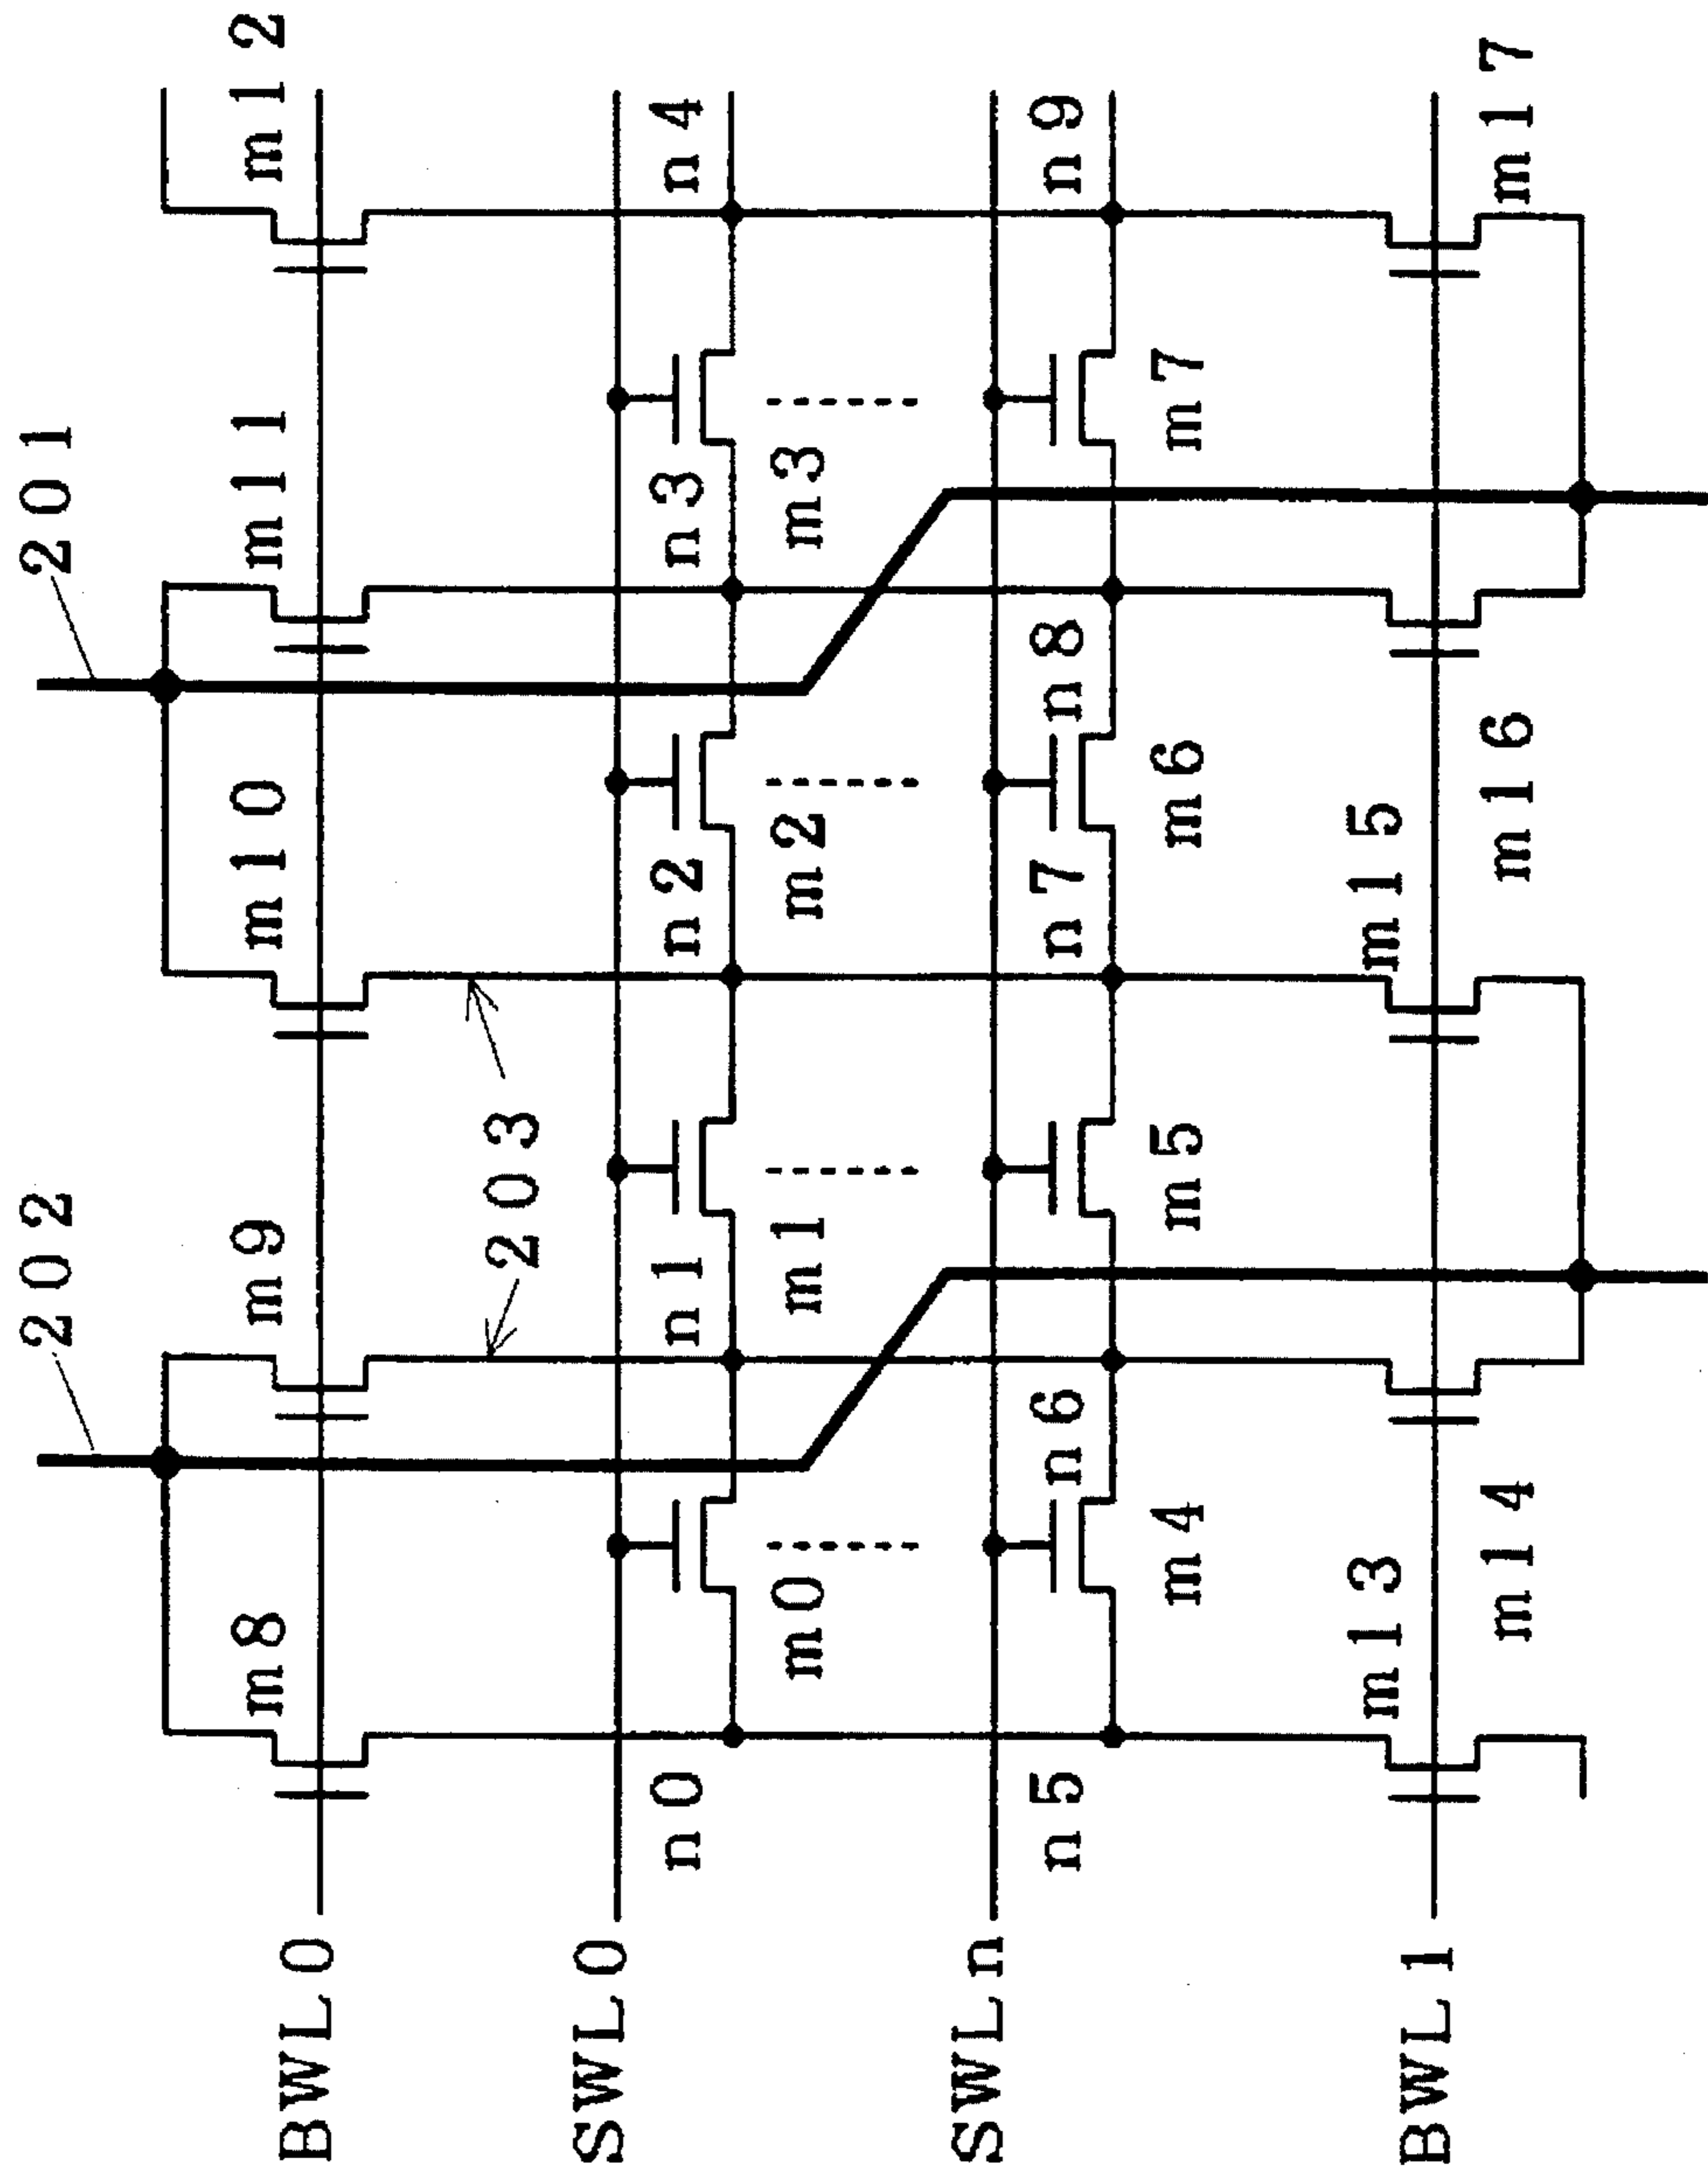 202 201
m8 m9 m10 m11 m12
BWL0
203
SWL0
n0 n1 n2 n3 n4
m0 m1 m2 m3
SWLn
n5 n6 n7 n8 n9
m4 m5 m6 m7
m13 m15
BWL1
m14 m16 m17